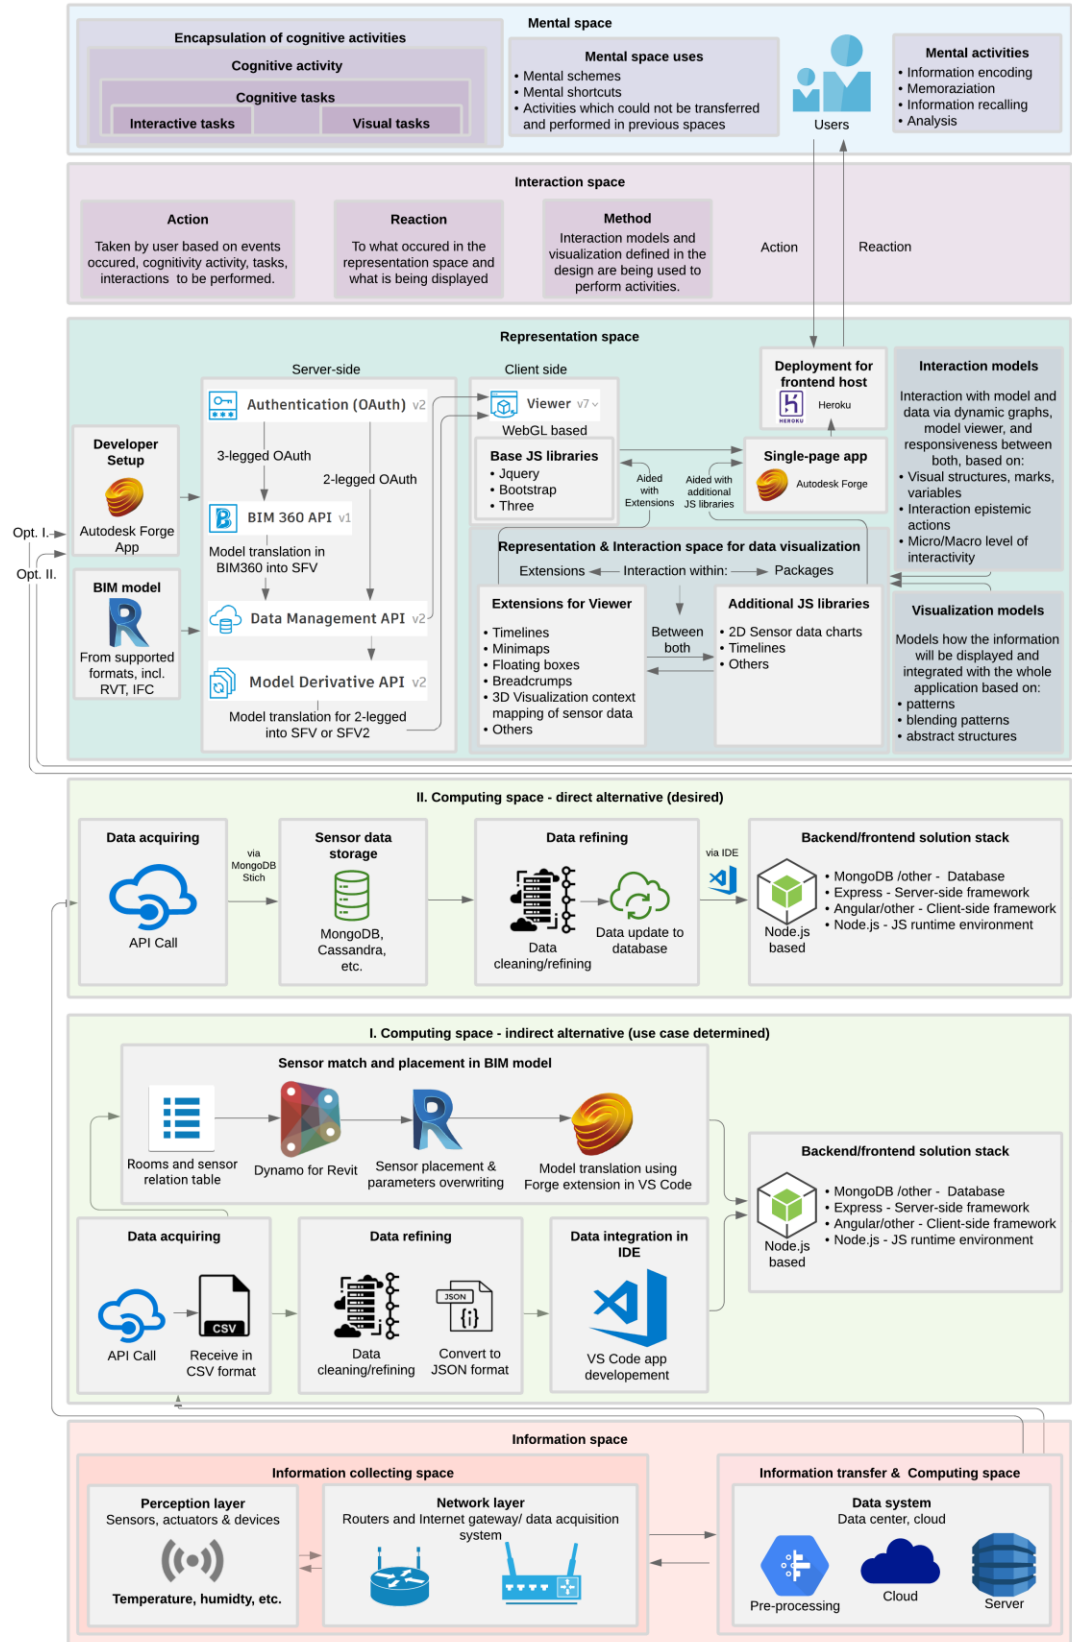 Mental space
Encapsulation of cognitive activities
Cognitive activity
Cognitive tasks
Interactive tasks
Visual tasks
Mental space uses
• Mental schemes
• Mental shortcuts
• Activities which could not be transferred
and performed in previous spaces
Users
Mental activities
• Information encoding
• Memoraziation
• Information recalling
• Analysis
Interaction space
Action
Taken by user based on events
occured, cognitivity activity, tasks,
interactions to be performed.
Reaction
To what occured in the
representation space and
what is being displayed
Method
Interaction models and
visualization defined in the
design are being used to
perform activities.
Action
Reaction
Representation space
Server-side
Client side
Authentication (OAuth) v2
3-legged OAuth
2-legged OAuth
BIM 360 API v1
Model translation in
BIM360 into SFV
Data Management API v2
Model Derivative API v2
Model translation for 2-legged
into SFV or SFV2
Developer
Setup
Autodesk Forge
App
Opt. I.
Opt. II.
BIM model
From supported
formats, incl.
RVT, IFC
Viewer v7
WebGL based
Base JS libraries
• Jquery
• Bootstrap
• Three
Deployment for
frontend host
HEROKU
Heroku
Single-page app
Autodesk Forge
Aided
with
Extensions
Aided with
additional
JS libraries
Representation & Interaction space for data visualization
Extensions
Interaction within:
Packages
Extensions for Viewer
• Timelines
• Minimaps
• Floating boxes
• Breadcrumps
• 3D Visualization context
mapping of sensor data
• Others
Between
both
Additional JS libraries
• 2D Sensor data charts
• Timelines
• Others
Interaction models
Interaction with model and
data via dynamic graphs,
model viewer, and
responsiveness between
both, based on:
• Visual structures, marks,
variables
• Interaction epistemic
actions
• Micro/Macro level of
interactivity
Visualization models
Models how the information
will be displayed and
integrated with the whole
application based on:
• patterns
• blending patterns
• abstract structures
II. Computing space - direct alternative (desired)
Data acquiring
API Call
via
MongoDB
Stich
Sensor data
storage
MongoDB,
Cassandra,
etc.
Data refining
Data
cleaning/refining
Data update to
database
via IDE
Backend/frontend solution stack
Node.js
based
• MongoDB /other - Database
• Express - Server-side framework
• Angular/other - Client-side framework
• Node.js - JS runtime environment
I. Computing space - indirect alternative (use case determined)
Sensor match and placement in BIM model
Rooms and sensor
relation table
Dynamo for Revit
Sensor placement &
parameters overwriting
Model translation using
Forge extension in VS Code
Data acquiring
API Call
CSV
Receive in
CSV format
Data refining
Data
cleaning/refining
JSON
{i}
Convert to
JSON format
Data integration in
IDE
VS Code app
developement
Backend/frontend solution stack
Node.js
based
• MongoDB /other - Database
• Express - Server-side framework
• Angular/other - Client-side framework
• Node.js - JS runtime environment
Information space
Information collecting space
Perception layer
Sensors, actuators & devices
Temperature, humdity, etc.
Network layer
Routers and Internet gateway/ data acquisition
system
Information transfer & Computing space
Data system
Data center, cloud
Pre-processing
Cloud
Server